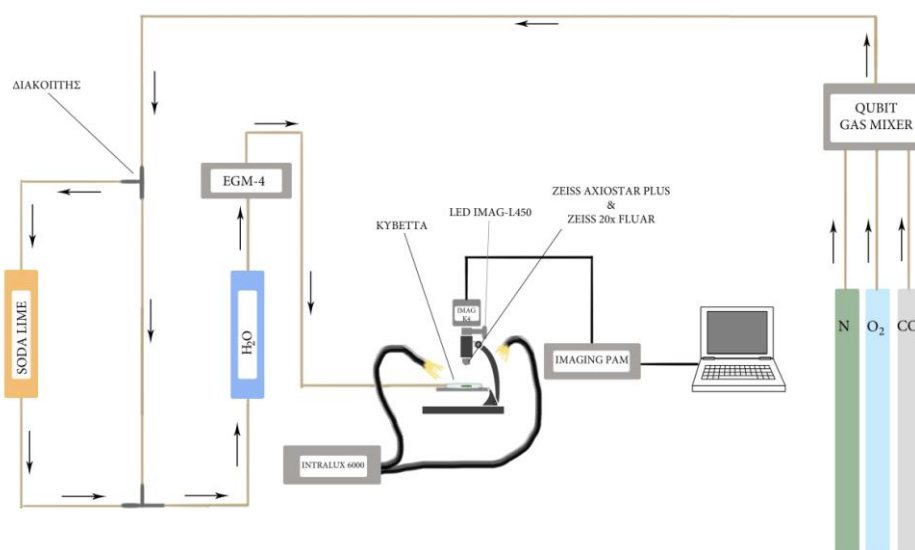 ΔΙΑΚΟΠΤΗΣ
QUBIT
GAS MIXER
EGM-4
ZEISS AXIOSTAR PLUS
&
ZEISS 20x FLUAR
LED IMAG-L450
ΚΥΒΕΤΤΑ
SODA LIME
H₂O
IMAG
K4
IMAGING PAM
N
O₂
CO
INTRALUX 6000